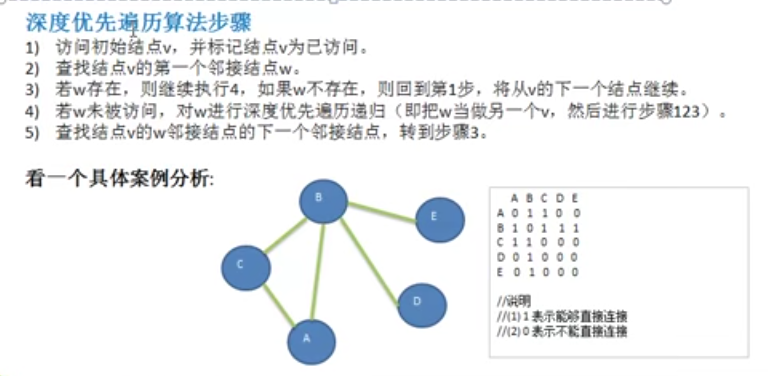 深度优先遍历算法步骤
1) 访问初始结点v，并标记结点v为已访问。
2) 查找结点v的第一个邻接结点w。
3) 若w存在，则继续执行4，如果w不存在，则回到第1步，将从v的下一个结点继续。
4) 若w未被访问，对w进行深度优先遍历递归（即把w当做另一个v，然后进行步骤123）。
5) 查找结点v的w邻接结点的下一个邻接结点，转到步骤3。
看一个具体案例分析:
B
E
C
D
A
A B C D E
A 0 1 1 0 0
B 1 0 1 1 1
C 1 1 0 0 0
D 0 1 0 0 0
E 0 1 0 0 0
//说明
//(1) 1 表示能够直接连接
//(2) 0 表示不能直接连接